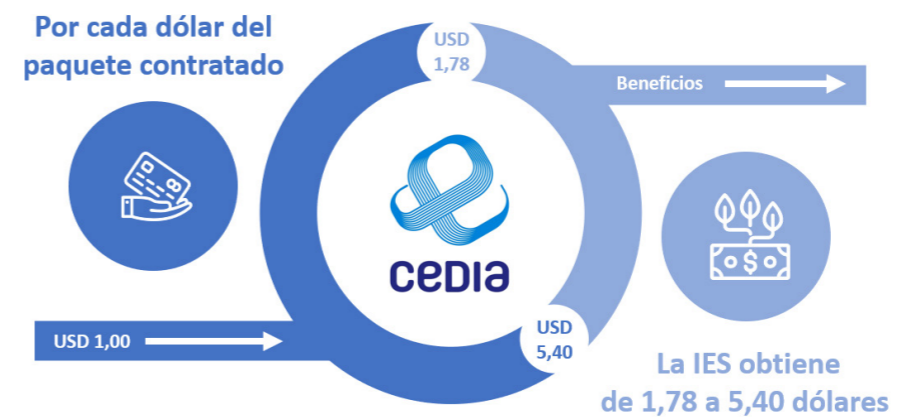 Por cada dólar del
paquete contratado
USD
1,78
Beneficios
CEDIA
USD 1,00
USD
5,40
La IES obtiene
de 1,78 a 5,40 dólares